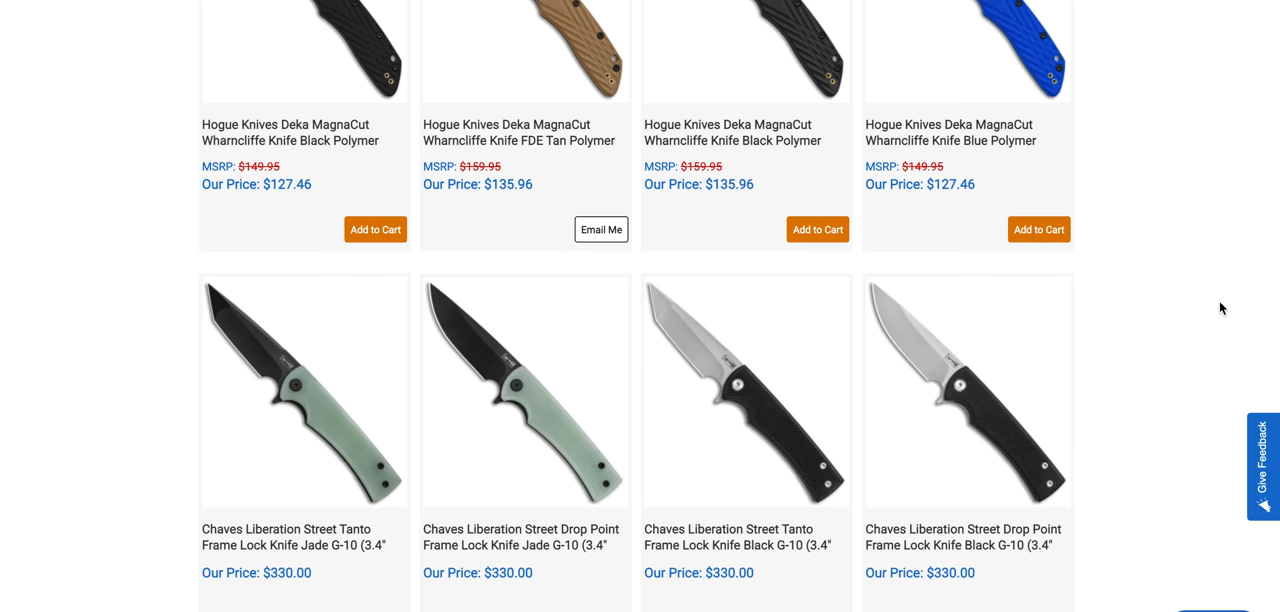 Hogue Knives Deka MagnaCut
Wharncliffe Knife Black Polymer
MSRP: $149.95
Our Price: $127.46
Add to Cart
Hogue Knives Deka MagnaCut
Wharncliffe Knife FDE Tan Polymer
MSRP: $159.95
Our Price: $135.96
Email Me
Hogue Knives Deka MagnaCut
Wharncliffe Knife Black Polymer
MSRP: $159.95
Our Price: $135.96
Add to Cart
Hogue Knives Deka MagnaCut
Wharncliffe Knife Blue Polymer
MSRP: $149.95
Our Price: $127.46
Add to Cart
Chaves Liberation Street Tanto
Frame Lock Knife Jade G-10 (3.4"
Our Price: $330.00
Chaves Liberation Street Drop Point
Frame Lock Knife Jade G-10 (3.4"
Our Price: $330.00
Chaves Liberation Street Tanto
Frame Lock Knife Black G-10 (3.4"
Our Price: $330.00
Chaves Liberation Street Drop Point
Frame Lock Knife Black G-10 (3.4"
Our Price: $330.00
Give Feedback